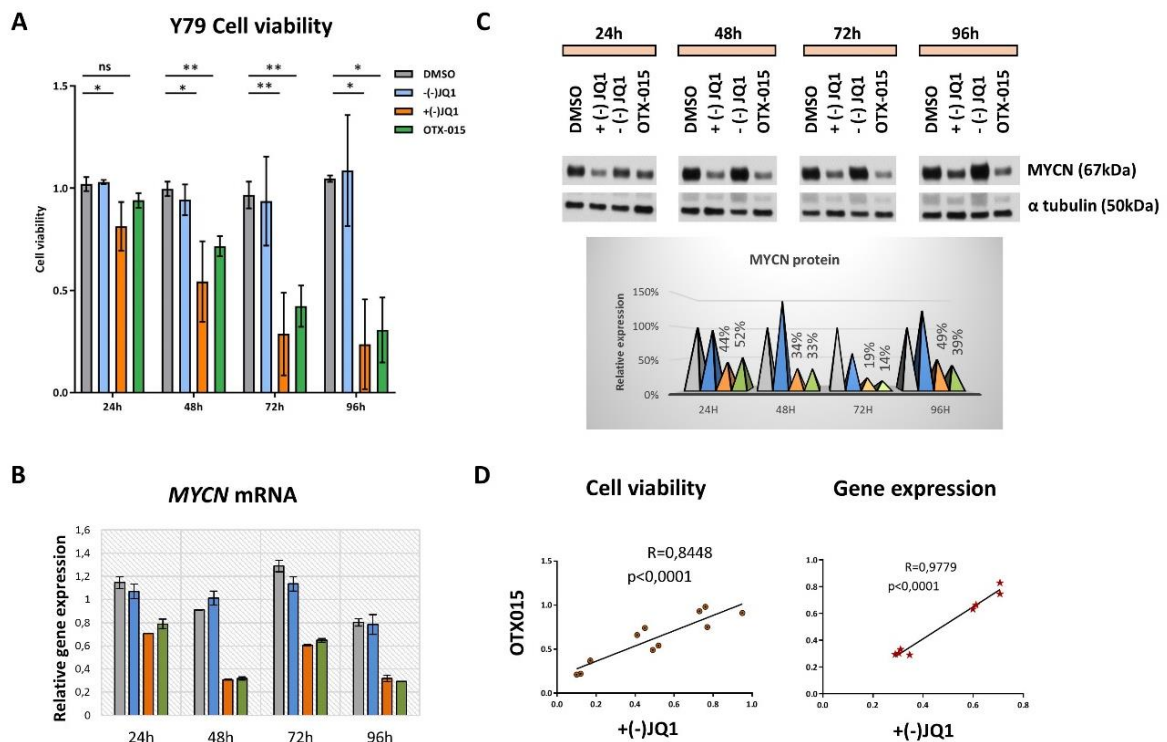 A
Y79 Cell viability
ns
**
**
*
*
*
**
*
DMSO
-(-)JQ1
+(-)JQ1
OTX-015
Cell viability
1.5
1.0
0.5
0.0
24h
48h
72h
96h
B
MYCN mRNA
Relative gene expression
1,6
1,4
1,2
1
0,8
0,6
0,4
0,2
0
24h
48h
72h
96h
C
24h
48h
72h
96h
DMSO
+ (-) JQ1
- (-) JQ1
OTX-015
DMSO
+ (-) JQ1
- (-) JQ1
OTX-015
DMSO
+ (-) JQ1
- (-) JQ1
OTX-015
DMSO
+ (-) JQ1
- (-) JQ1
OTX-015
MYCN (67kDa)
α tubulin (50kDa)
MYCN protein
Relative expression
150%
100%
50%
0%
44%
52%
34%
33%
19%
14%
49%
39%
24H
48H
72H
96H
D
Cell viability
R=0,8448
p<0,0001
OTX015
1.5
1.0
0.5
0.0
0.0
0.2
0.4
0.6
0.8
1.0
+(-)JQ1
Gene expression
R=0,9779
p<0,0001
1.0
0.8
0.6
0.4
0.2
0.0
0.0
0.2
0.4
0.6
0.8
+(-)JQ1